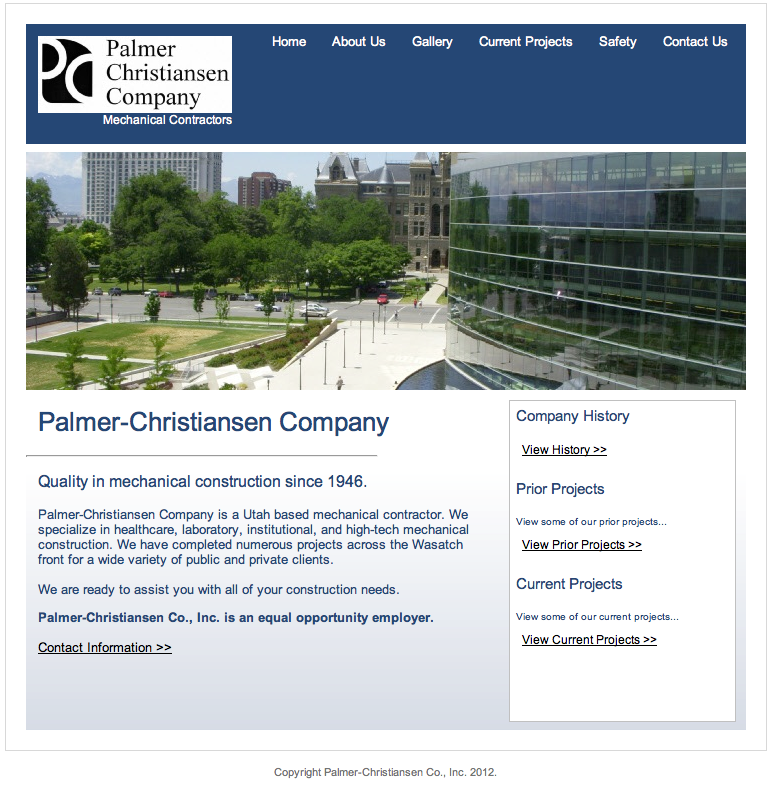 Palmer
Christiansen
Company
Mechanical Contractors
Home About Us Gallery Current Projects Safety Contact Us
Palmer-Christiansen Company
Quality in mechanical construction since 1946.
Palmer-Christiansen Company is a Utah based mechanical contractor. We
specialize in healthcare, laboratory, institutional, and high-tech mechanical
construction. We have completed numerous projects across the Wasatch
front for a wide variety of public and private clients.
We are ready to assist you with all of your construction needs.
Palmer-Christiansen Co., Inc. is an equal opportunity employer.
Contact Information >>
Company History
View History >>
Prior Projects
View some of our prior projects...
View Prior Projects >>
Current Projects
View some of our current projects...
View Current Projects >>
Copyright Palmer-Christiansen Co., Inc. 2012.